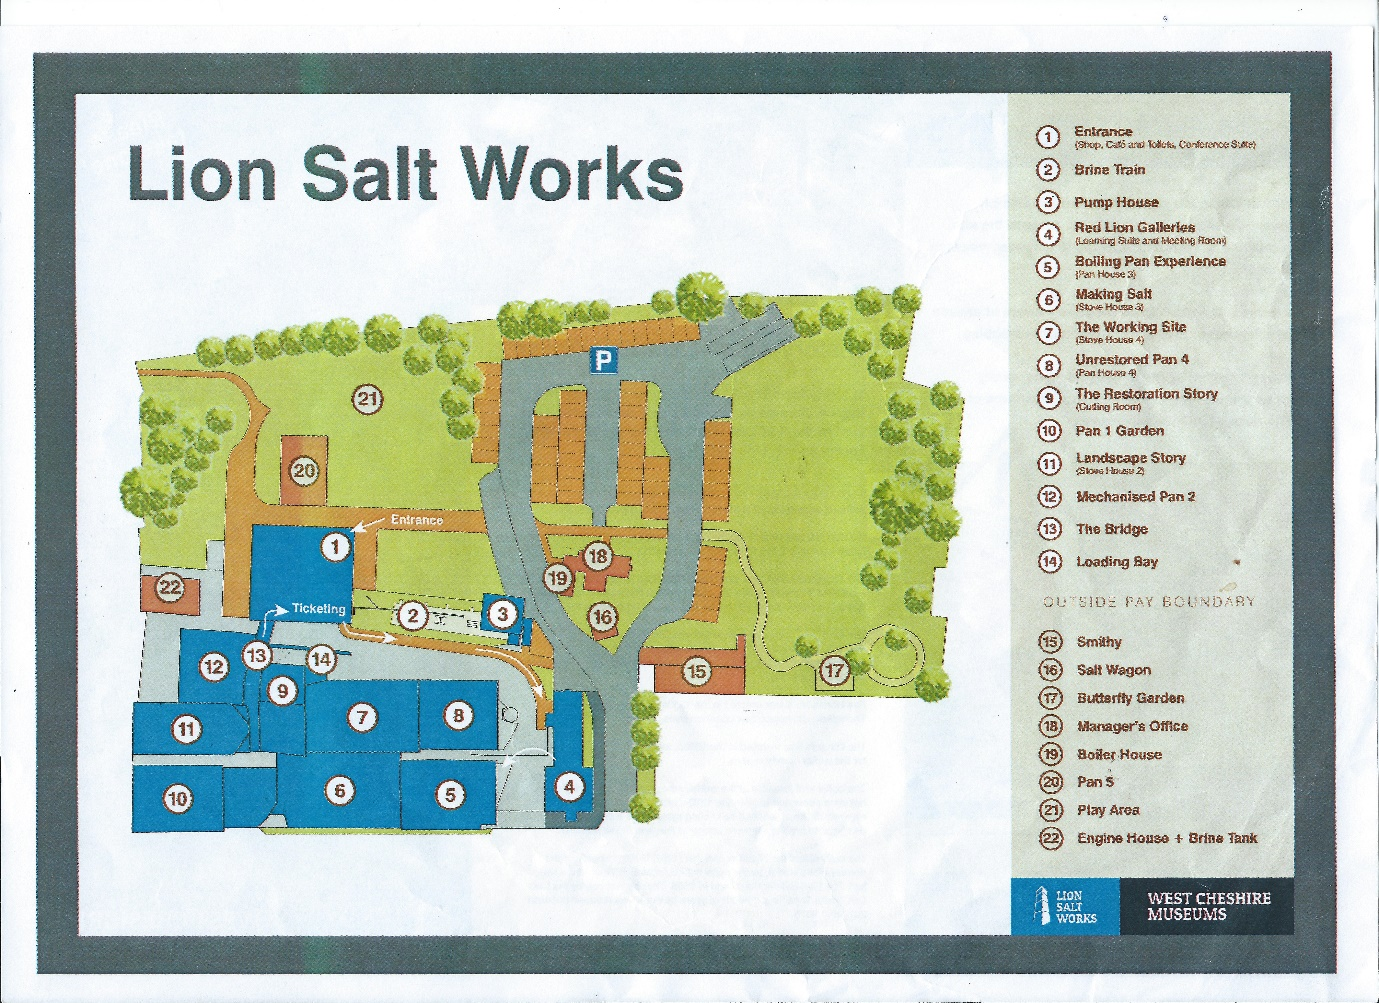 Lion Salt Works
1 Entrance
(Shop, Café and Toilets, Conference Suite)
2 Brine Train
3 Pump House
4 Red Lion Galleries
(Learning Suite and Meeting Room)
5 Boiling Pan Experience
(Pan House 3)
6 Making Salt
(Stove House 3)
7 The Working Site
(Stove House 4)
8 Unrestored Pan 4
(Pan House 4)
9 The Restoration Story
(Cutting Room)
10 Pan 1 Garden
11 Landscape Story
(Stove House 2)
12 Mechanised Pan 2
13 The Bridge
14 Loading Bay
OUTSIDE PAY BOUNDARY
15 Smithy
16 Salt Wagon
17 Butterfly Garden
18 Manager's Office
19 Boiler House
20 Pan 5
21 Play Area
22 Engine House + Brine Tank
LION
SALT
WORKS
WEST CHESHIRE
MUSEUMS
P
21
20
Entrance
1
18
19
22
Ticketing
2
3
16
12
13
14
15
17
9
11
7
8
10
6
5
4